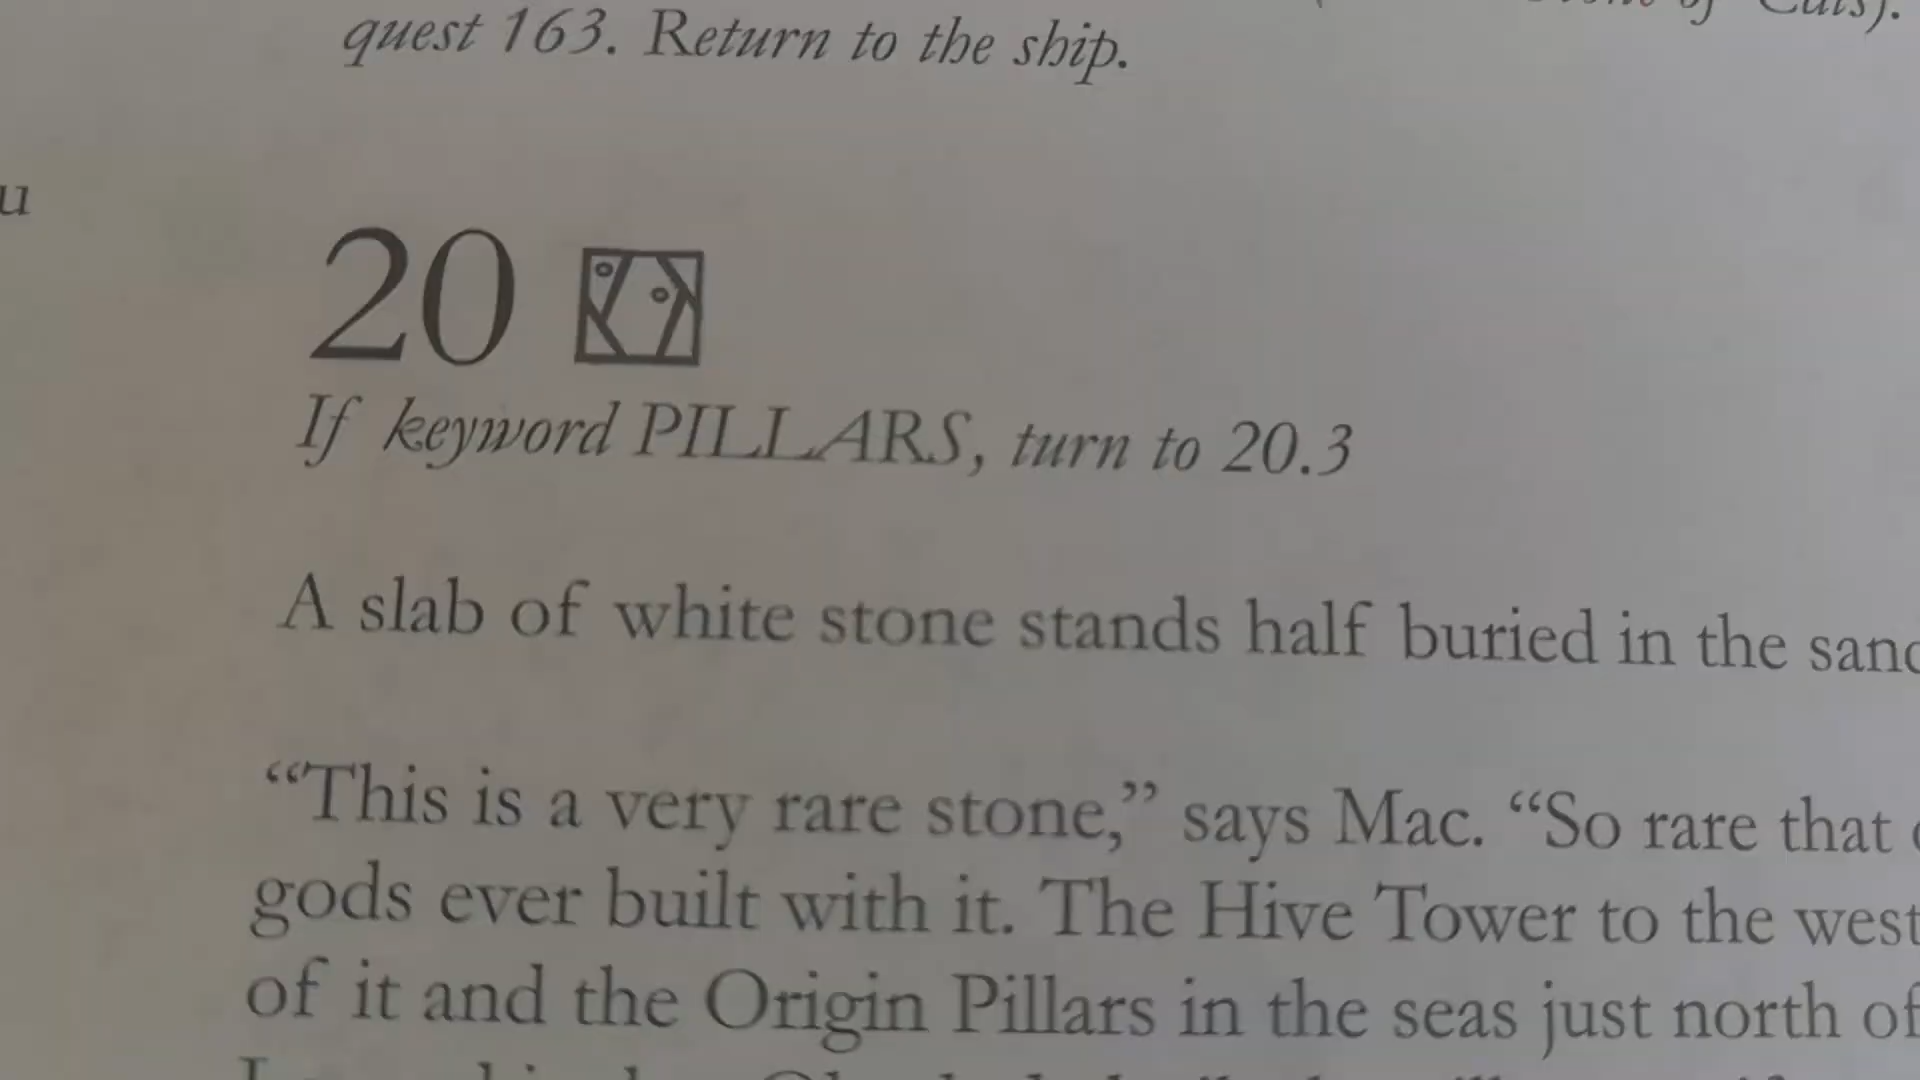 Cats).
quest 163. Return to the ship.
u
20
If keyword PILLARS, turn to 20.3
A slab of white stone stands half buried in the
“This is a very rare stone,” says Mac. “So rare that
gods ever built with it. The Hive Tower to the west
of it and the Origin Pillars in the seas just north of